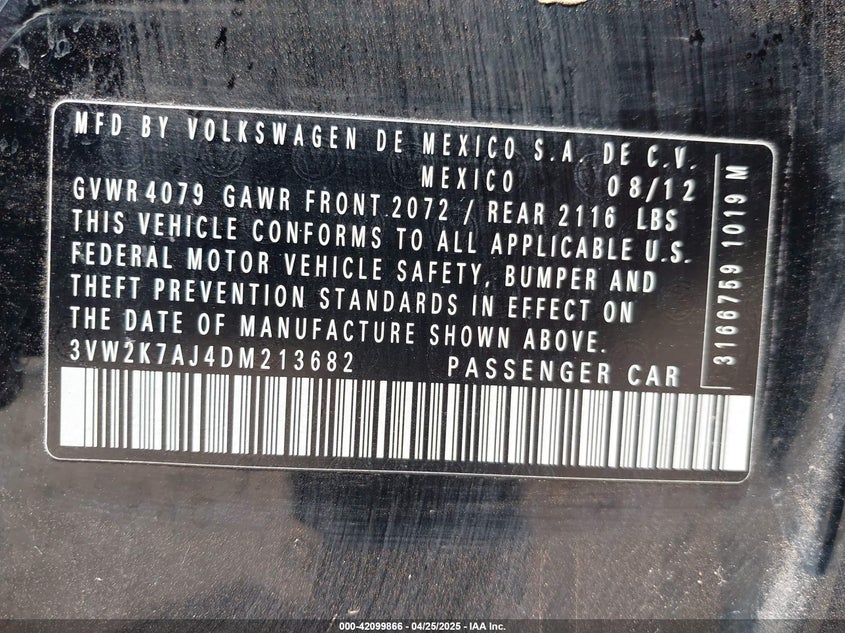 MFD BY VOLKSWAGEN DE MEXICO S.A. DE C.V.
MEXICO 08/12
GVWR 4079 GAWR FRONT 2072 / REAR 2116 LBS
THIS VEHICLE CONFORMS TO ALL APPLICABLE U.S.
FEDERAL MOTOR VEHICLE SAFETY, BUMPER AND
THEFT PREVENTION STANDARDS IN EFFECT ON
THE DATE OF MANUFACTURE SHOWN ABOVE.
3VW2K7AJ4DM213682 PASSENGER CAR
3166759 1019 M
000-42099866 - 04/25/2025 - IAA Inc.